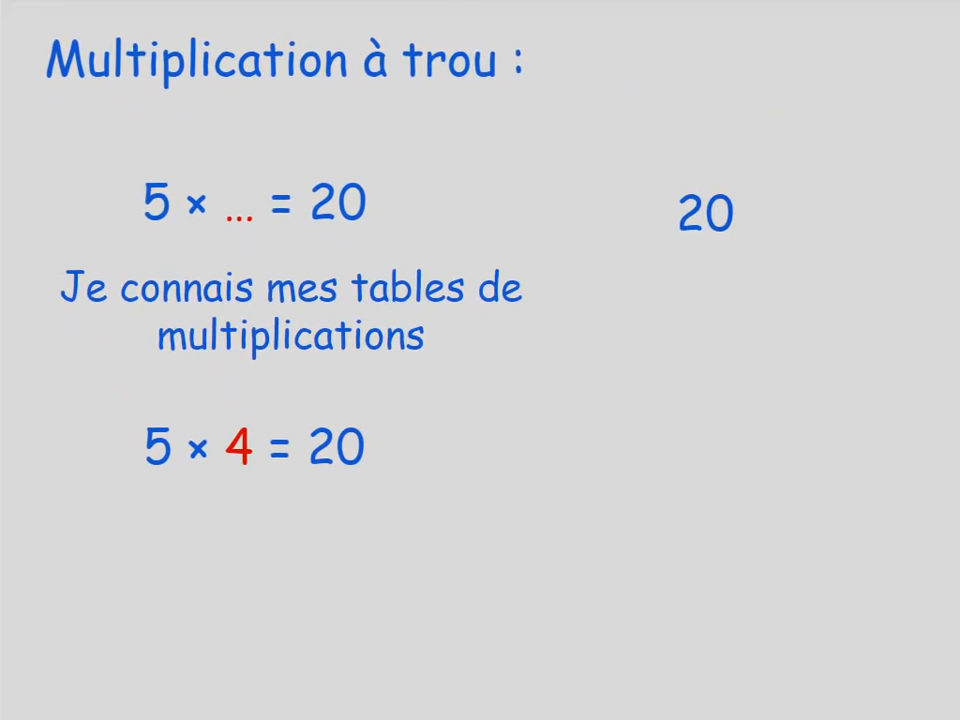 Multiplication à trou :
5 × ... = 20
20
Je connais mes tables de
multiplications
5 × 4 = 20